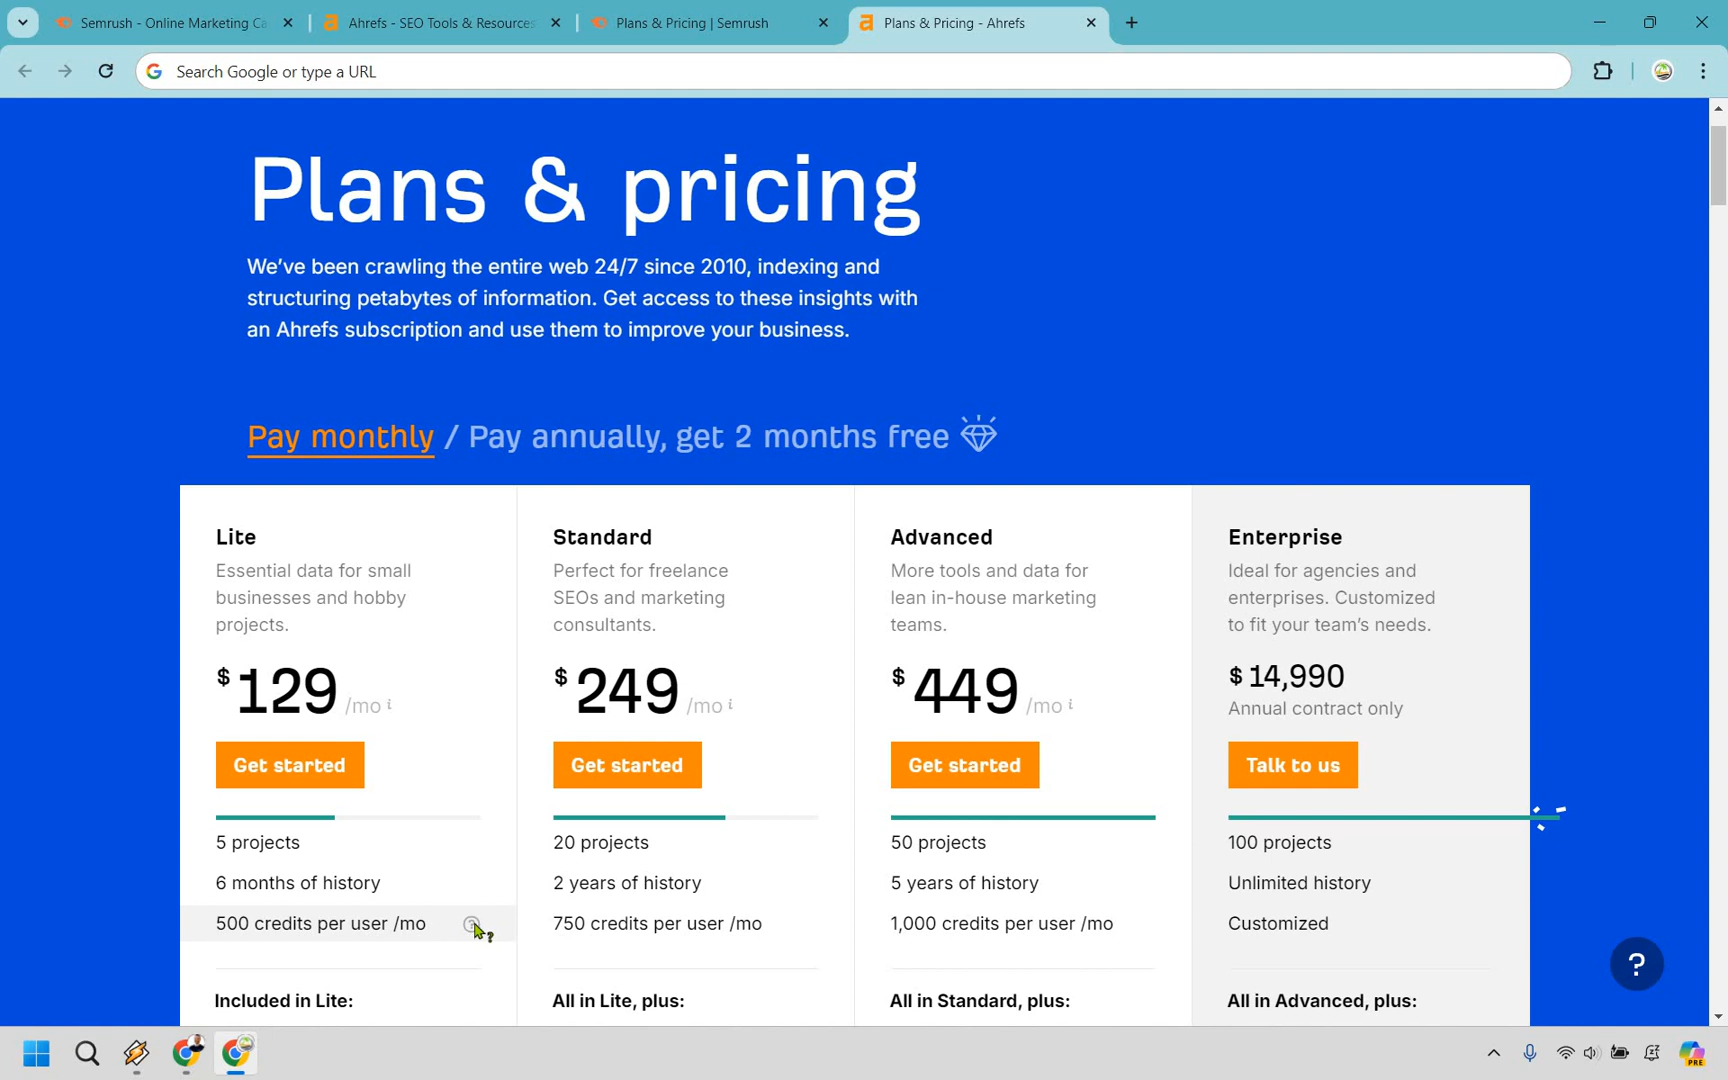 Semrush - Online Marketing Ca
Ahrefs - SEO Tools & Resources
Plans & Pricing | Semrush
Plans & Pricing - Ahrefs
Search Google or type a URL
Plans & pricing
We've been crawling the entire web 24/7 since 2010, indexing and
structuring petabytes of information. Get access to these insights with
an Ahrefs subscription and use them to improve your business.
Pay monthly / Pay annually, get 2 months free
Lite
Essential data for small
businesses and hobby
projects.
$129 /mo i
Get started
5 projects
6 months of history
500 credits per user /mo
Included in Lite:
Standard
Perfect for freelance
SEOs and marketing
consultants.
$249 /mo i
Get started
20 projects
2 years of history
750 credits per user /mo
All in Lite, plus:
Advanced
More tools and data for
lean in-house marketing
teams.
$449 /mo i
Get started
50 projects
5 years of history
1,000 credits per user /mo
All in Standard, plus:
Enterprise
Ideal for agencies and
enterprises. Customized
to fit your team's needs.
$14,990
Annual contract only
Talk to us
100 projects
Unlimited history
Customized
All in Advanced, plus:
?
PRE